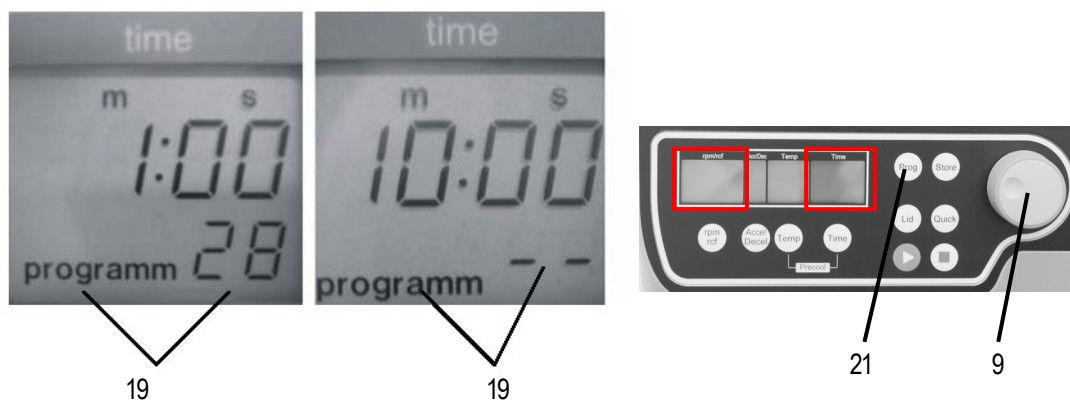 time
m s
1:00
programm 28
19
time
m s
10:00
programm --
19
rpm/rcf Acc/Dec Temp Time
Prog Store
Lid Quick
rpm
rcf
Accel
Decel
Temp Time
Precool
21
9